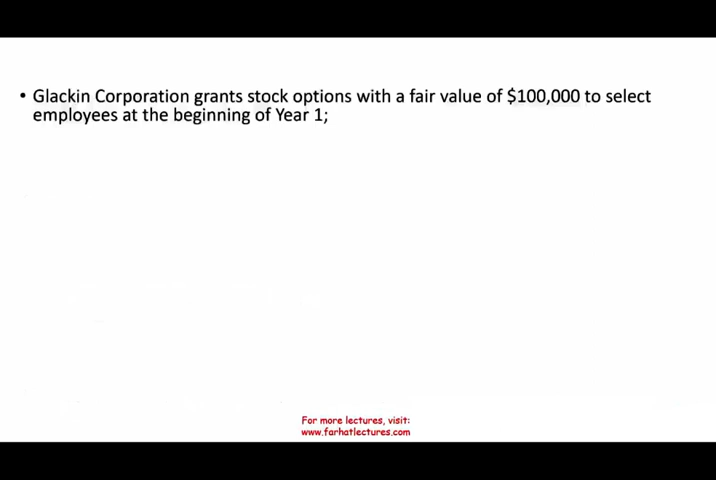 • Glackin Corporation grants stock options with a fair value of $100,000 to select
employees at the beginning of Year 1;
For more lectures, visit:
www.farhatlectures.com